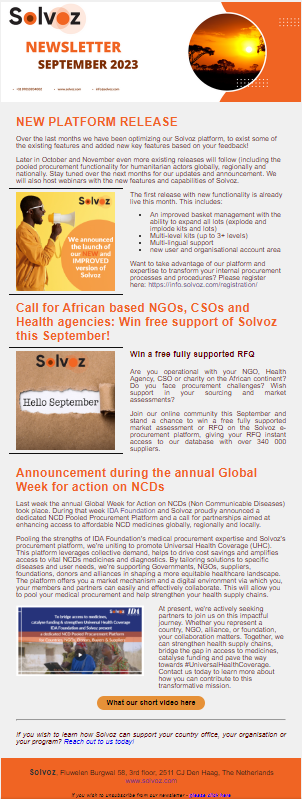 Solvoz
NEWSLETTER
SEPTEMBER 2023
NEW PLATFORM RELEASE
Over the last months we have been optimizing our Solvoz platform, to exist some of
the existing features and added new key features based on your feedback!
Later in October and November even more existing releases will follow (including the
pooled procurement functionality for humanitarian actors globally, regionally and
nationally. Stay tuned over the next months for our updates and announcement. We
will also host webinars with the new features and capabilities of Solvoz.
Solvoz
We announced
the launch
of our NEW and
IMPROVED
version of
Solvoz
The first release with new functionality is already
live this month. This includes:
• An improved basket management with the
ability to expand all lots (explode and
implode kits and lots)
• Multi-level kits (up to 3+ levels)
• Multi-lingual support
• new user and organisational account area
Want to take advantage of our platform and
expertise to transform your internal procurement
processes and procedures? Please register
here: https://info.solvoz.com/registration/
Call for African based NGOs, CSOs and
Health agencies: Win free support of Solvoz
this September!
Solvoz
Hello September
Win a free fully supported RFQ
Are you operational with your NGO, Health
Agency, CSO or charity on the African continent?
Do you face procurement challenges? Wish
support in your sourcing and market
assessments?
Join our online community this September and
stand a chance to win a free fully supported
market assessment or RFQ on the Solvoz e-
procurement platform, giving your RFQ instant
access to our database with over 340 000
suppliers.
Announcement during the annual Global
Week for action on NCDs
Last week the annual Global Week for Action on NCDs (Non Communicable Diseases)
took place. During that week IDA Foundation and Solvoz proudly announced a
dedicated NCD Pooled Procurement Platform and a call for partnerships aimed at
enhancing access to affordable NCD medicines globally, regionally and locally.
Pooling the strengths of IDA Foundation's medical procurement expertise and Solvoz's
procurement platform, we're uniting to promote Universal Health Coverage (UHC).
This platform leverages collective demand, helps to drive cost savings and amplifies
access to vital NCD medicines and diagnostics. By tailoring solutions to specific
diseases and user needs, we're supporting Governments, NGOs, suppliers,
foundations, donors and alliances in shaping a more equitable healthcare landscape.
The platform offers you a market mechanism and a digital environment via which you,
your members and partners can easily and effectively collaborate. This will allow you
to pool your medical procurement and help strengthen your health supply chains.
Solvoz
IDA
To bridge access to medicines,
catalyse funding & strengthen Universal Health Coverage
IDA Foundation and Solvoz present
a dedicated NCD Pooled Procurement Platform
At present, we're actively seeking
partners to join us on this impactful
journey. Whether you represent a
country, NGO, alliance, or foundation,
your collaboration matters. Together, we
can strengthen health supply chains,
bridge the gap in access to medicines,
catalyse funding and pave the way
towards #UniversalHealthCoverage.
Contact us today to learn more about
how you can contribute to this
transformative mission.
What our short video here
If you wish to learn how Solvoz can support your country office, your organisation or
your program? Reach out to us today!
Solvoz, Fluwelen Burgwal 58, 3rd floor, 2511 CJ Den Haag, The Netherlands
www.solvoz.com
If you wish to unsubscribe from our newsletter - please click here